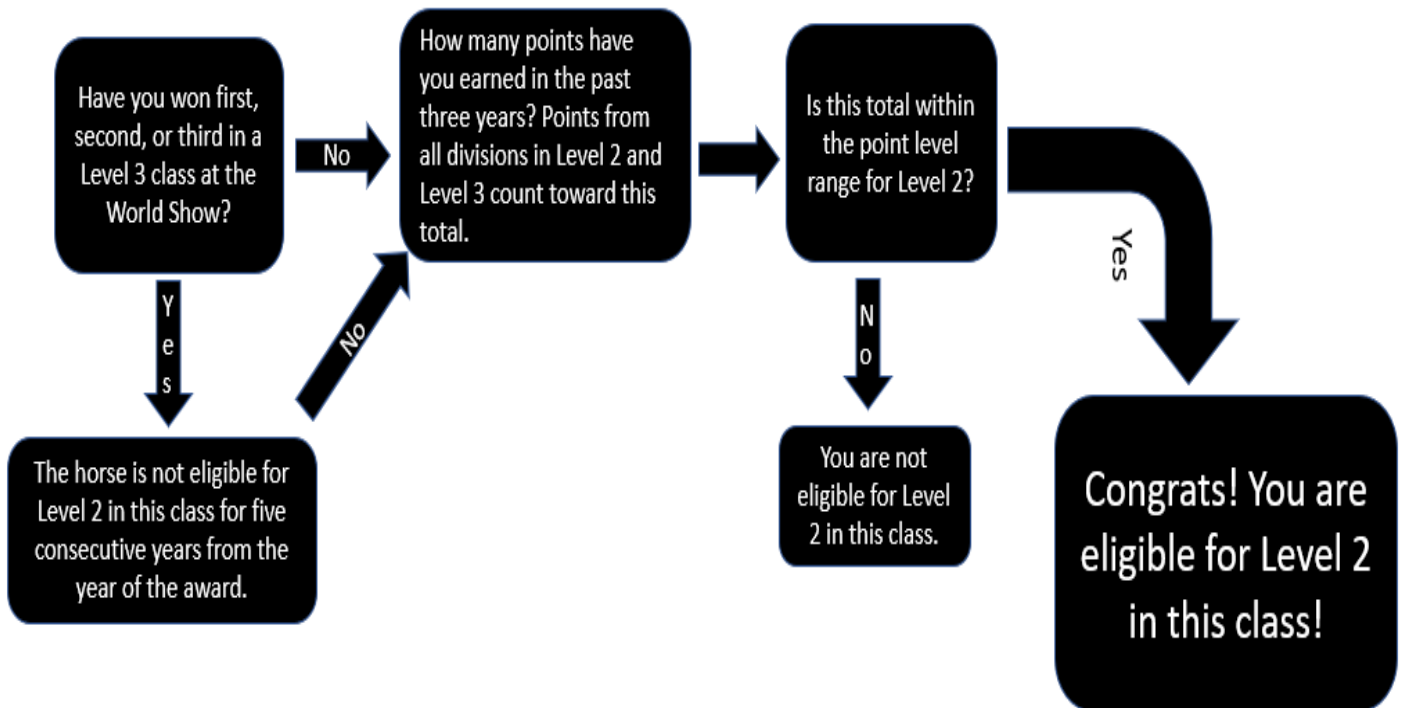 Have you won first,
second, or third in a
Level 3 class at the
World Show?
No
How many points have
you earned in the past
three years? Points from
all divisions in Level 2 and
Level 3 count toward this
total.
Is this total within
the point level
range for Level 2?
Yes
Yes
No
No
The horse is not eligible for
Level 2 in this class for five
consecutive years from the
year of the award.
You are not
eligible for Level
2 in this class.
Congrats! You are
eligible for Level 2
in this class!